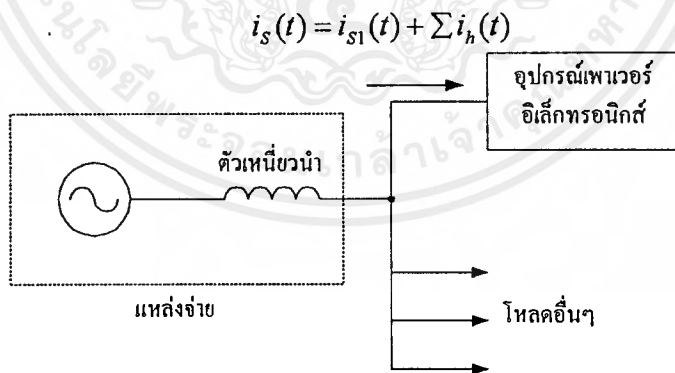 i_S(t) = i_{S1}(t) + Σ i_h(t)
อุปกรณ์เพาเวอร์
อิเล็กทรอนิกส์
ตัวเหนี่ยวนำ
แหล่งจ่าย
โหลดอื่นๆ